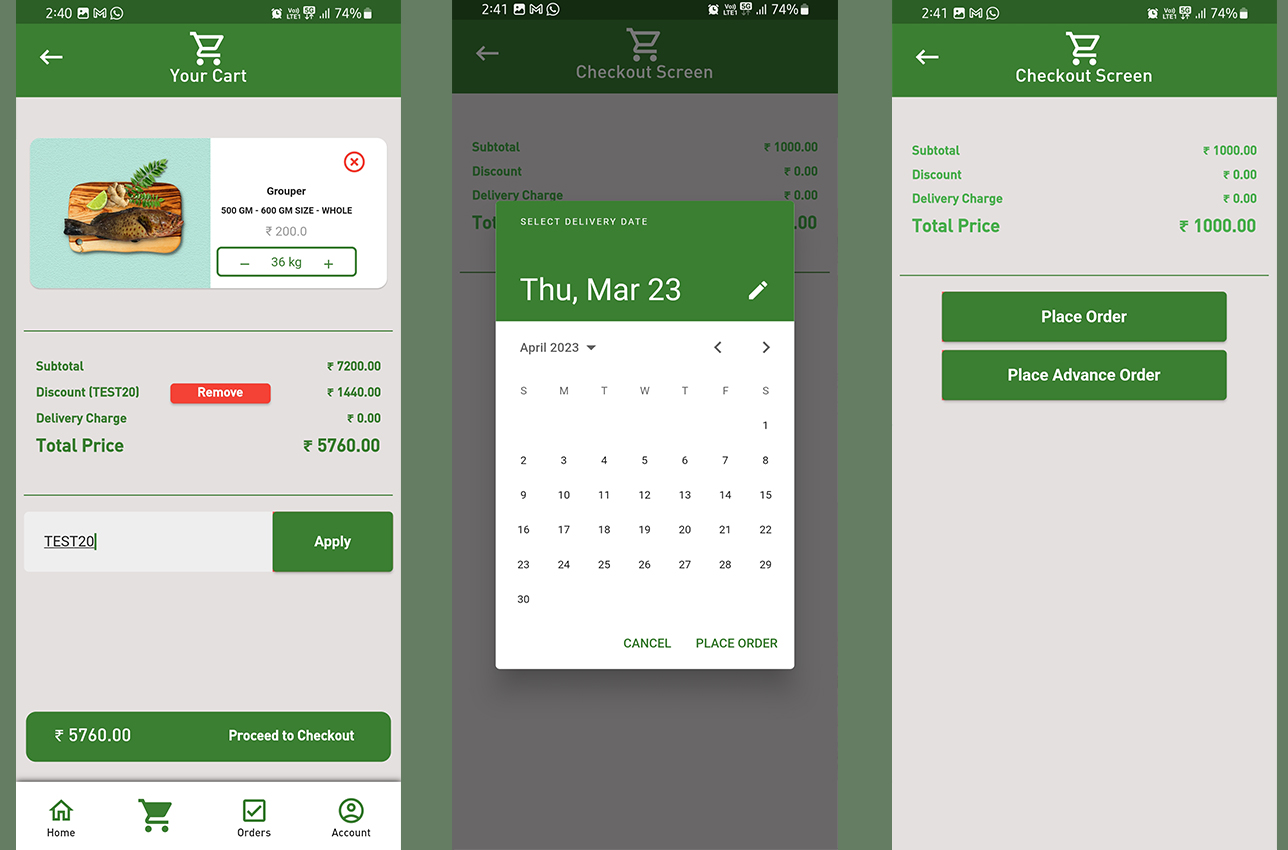 2:40 74%
Your Cart
Grouper
500 GM - 600 GM SIZE - WHOLE
₹ 200.0
− 36 kg +
Subtotal ₹ 7200.00
Discount (TEST20) Remove ₹ 1440.00
Delivery Charge ₹ 0.00
Total Price ₹ 5760.00
TEST20 Apply
₹ 5760.00 Proceed to Checkout
Home Orders Account
2:41 Vo)) LTE1 5G 74%
Checkout Screen
Subtotal ₹ 1000.00
Discount ₹ 0.00
Delivery Charge ₹ 0.00
Tot .00
SELECT DELIVERY DATE
Thu, Mar 23
April 2023
S M T W T F S
1
2 3 4 5 6 7 8
9 10 11 12 13 14 15
16 17 18 19 20 21 22
23 24 25 26 27 28 29
30
CANCEL PLACE ORDER
2:41 Vo)) LTE1 5G 74%
Checkout Screen
Subtotal ₹ 1000.00
Discount ₹ 0.00
Delivery Charge ₹ 0.00
Total Price ₹ 1000.00
Place Order
Place Advance Order